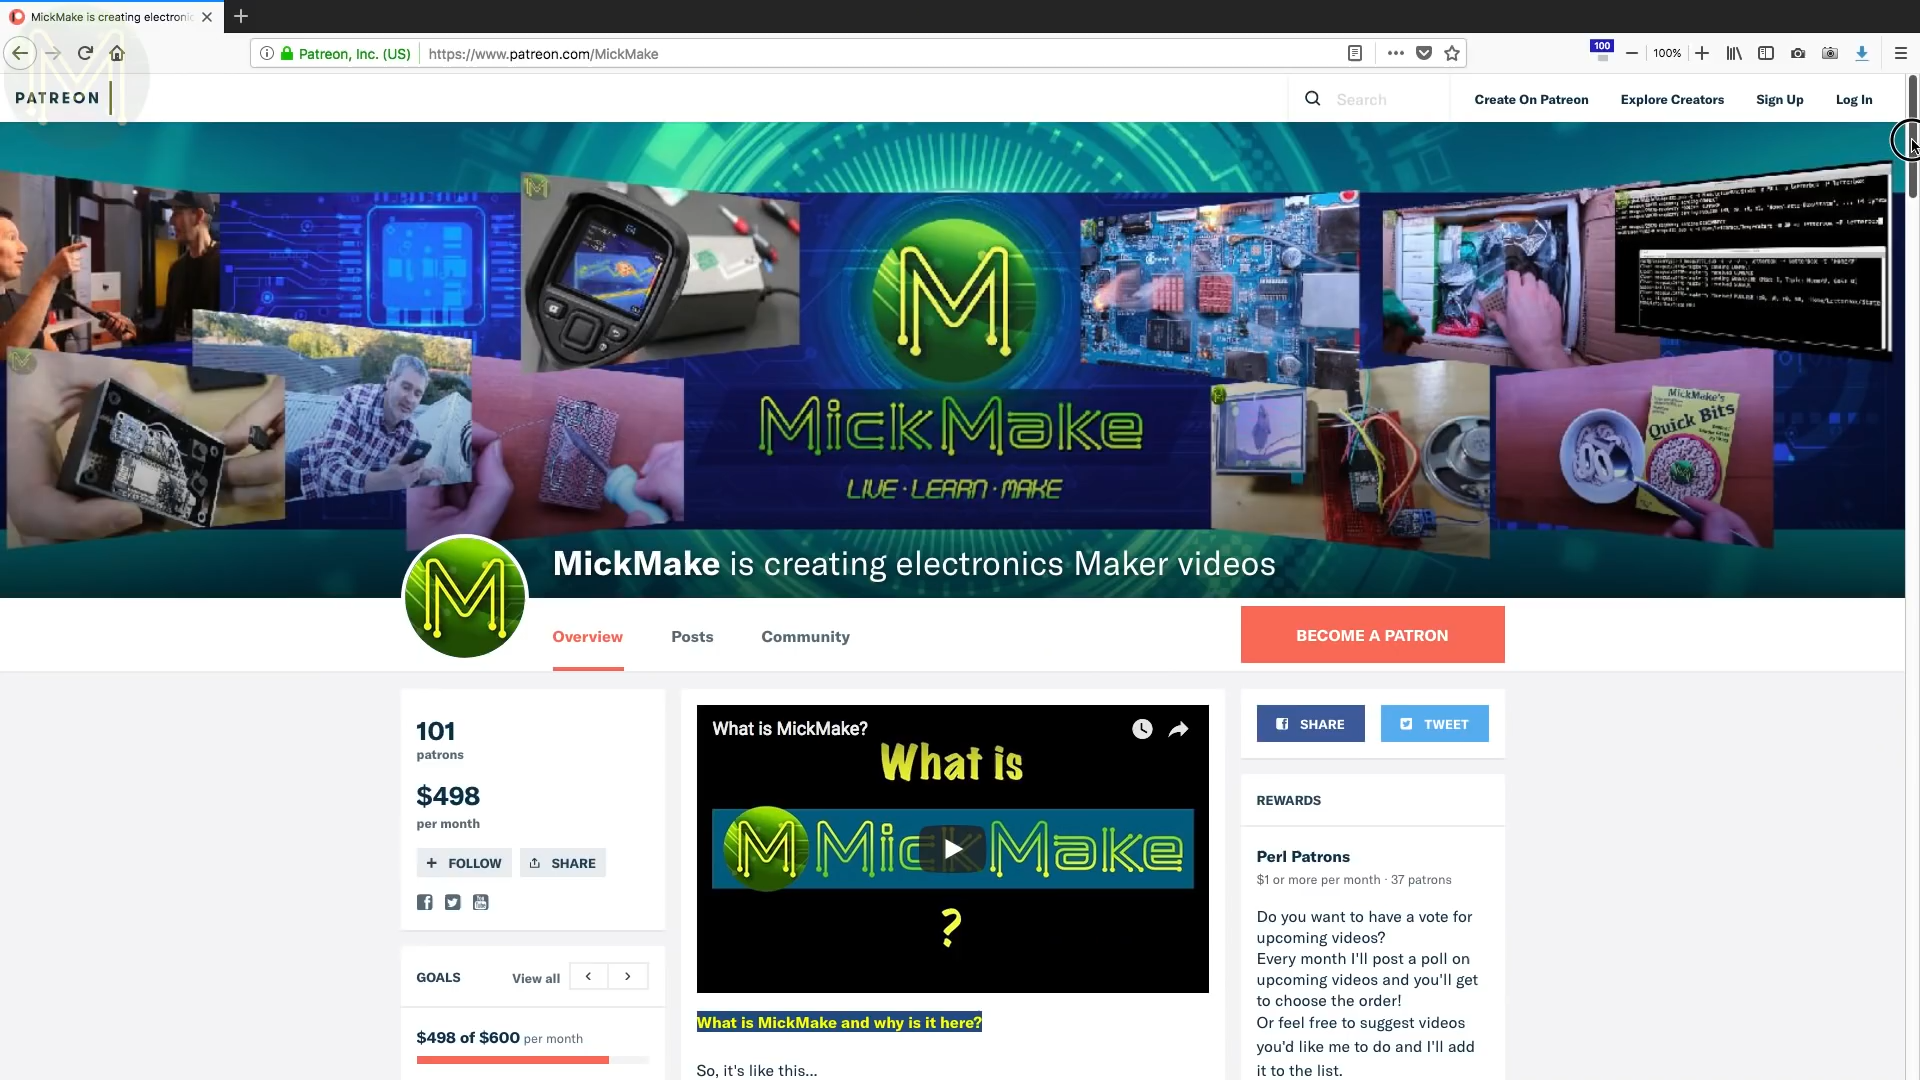 MickMake is creating electronic
100
Patreon, Inc. (US)
https://www.patreon.com/MickMake
100%
PATREON
Search
Create On Patreon
Explore Creators
Sign Up
Log In
M
MickMake's
Quick Bits
MickMake
LIVE · LEARN · MAKE
MickMake is creating electronics Maker videos
Overview
Posts
Community
BECOME A PATRON
101
patrons
$498
per month
+ FOLLOW
SHARE
GOALS
View all
$498 of $600 per month
What is MickMake?
What is
MickMake
?
What is MickMake and why is it here?
So, it's like this...
SHARE
TWEET
REWARDS
Perl Patrons
$1 or more per month · 37 patrons
Do you want to have a vote for
upcoming videos?
Every month I'll post a poll on
upcoming videos and you'll get
to choose the order!
Or feel free to suggest videos
you'd like me to do and I'll add
it to the list.